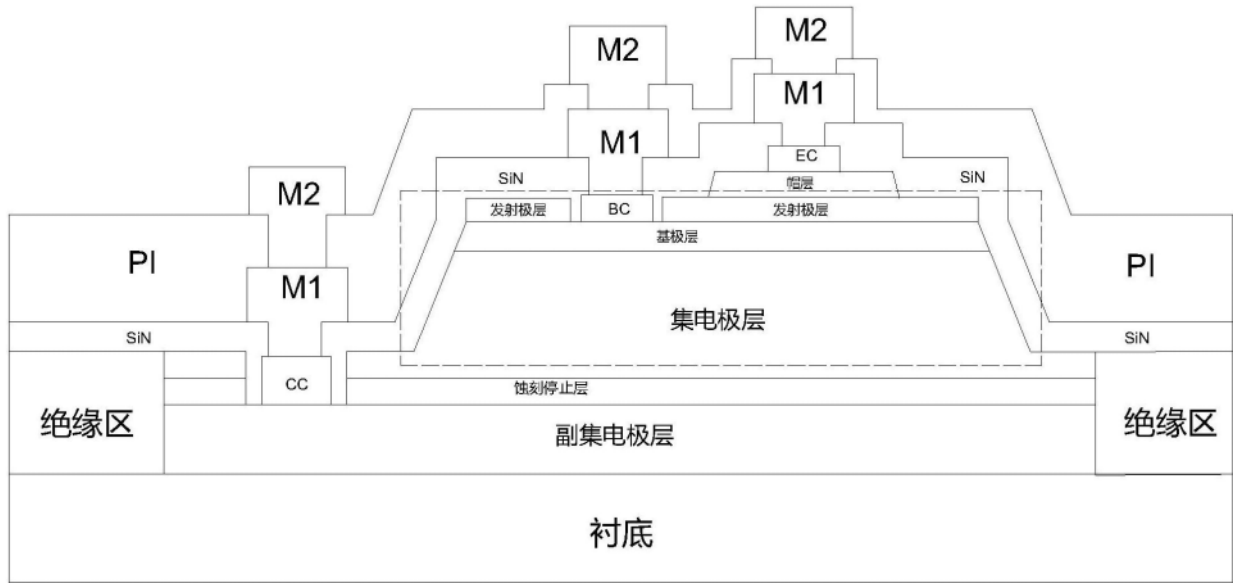 M2
M2
M1
M1
EC
SiN
帽层
SiN
M2
发射极层
BC
发射极层
基极层
PI
PI
M1
集电极层
SiN
SiN
CC
蚀刻停止层
绝缘区
绝缘区
副集电极层
衬底